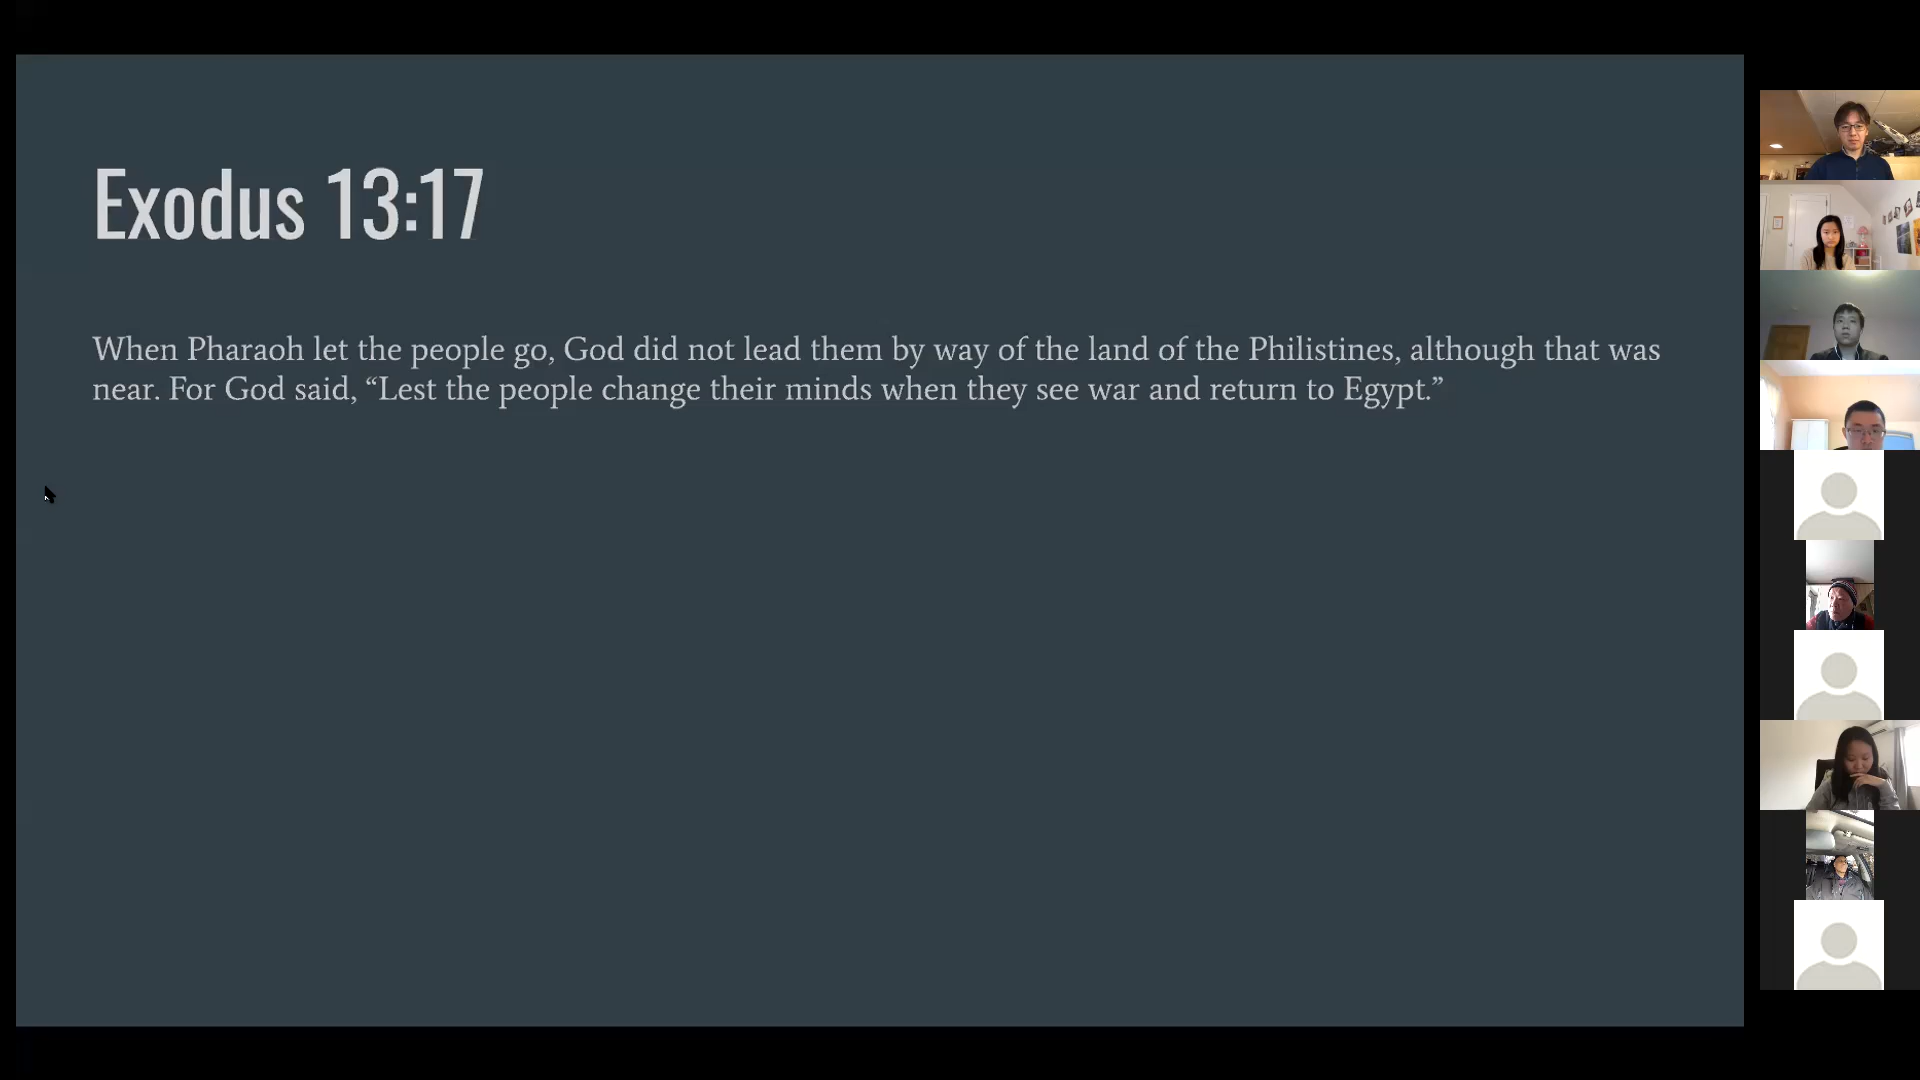 Exodus 13:17
When Pharaoh let the people go, God did not lead them by way of the land of the Philistines, although that was
near. For God said, “Lest the people change their minds when they see war and return to Egypt.”